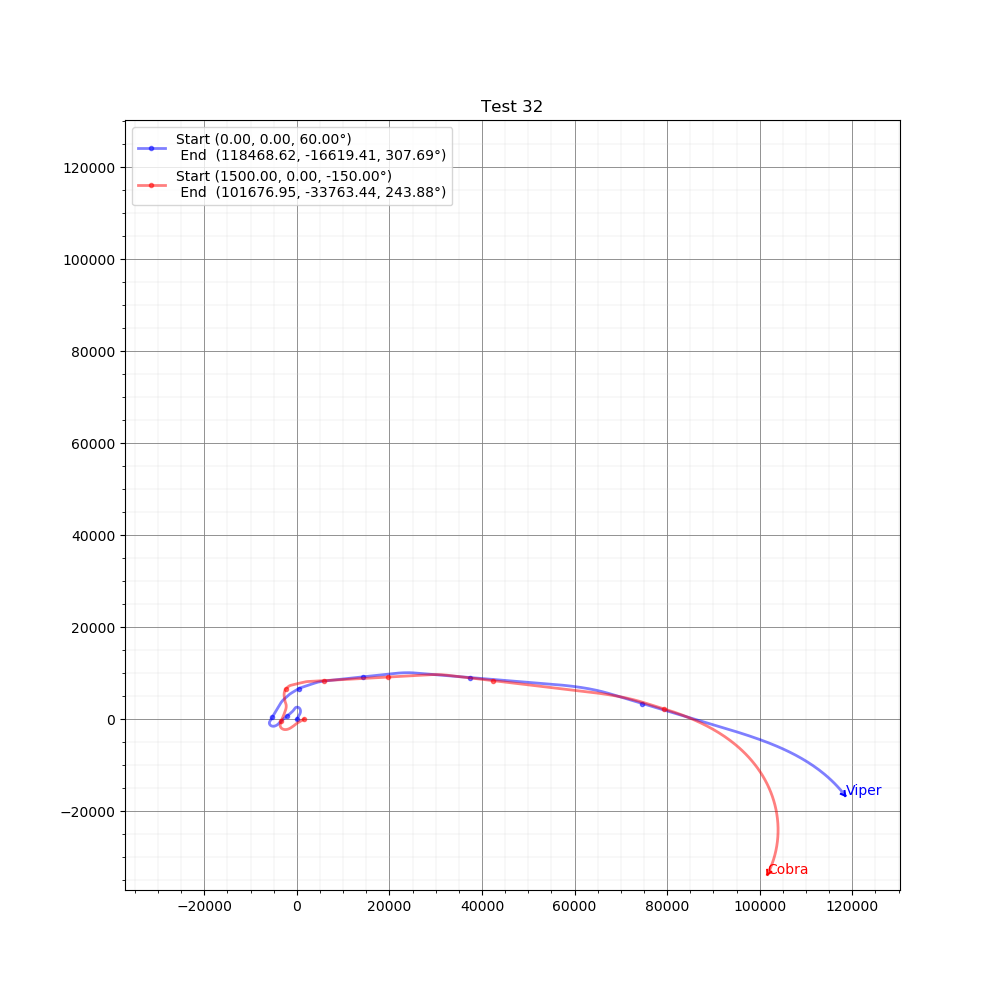 Test 32
Start (0.00, 0.00, 60.00°)
End (118468.62, -16619.41, 307.69°)
Start (1500.00, 0.00, -150.00°)
End (101676.95, -33763.44, 243.88°)
120000
100000
80000
60000
40000
20000
0
−20000
Viper
Cobra
−20000 0 20000 40000 60000 80000 100000 120000